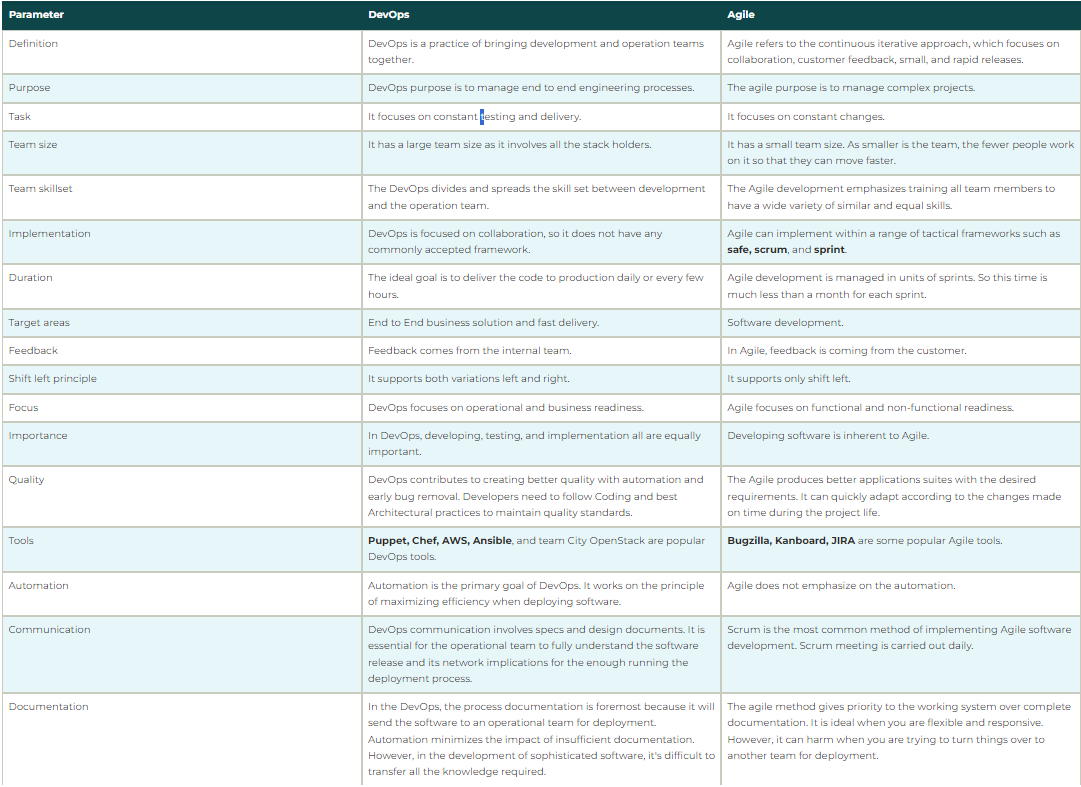 Parameter DevOps Agile
Definition DevOps is a practice of bringing development and operation teams Agile refers to the continuous iterative approach, which focuses on
together. collaboration, customer feedback, small, and rapid releases.
Purpose DevOps purpose is to manage end to end engineering processes. The agile purpose is to manage complex projects.
Task It focuses on constant testing and delivery. It focuses on constant changes.
Team size It has a large team size as it involves all the stack holders. It has a small team size. As smaller is the team, the fewer people work
on it so that they can move faster.
Team skillset The DevOps divides and spreads the skill set between development The Agile development emphasizes training all team members to
and the operation team. have a wide variety of similar and equal skills.
Implementation DevOps is focused on collaboration, so it does not have any Agile can implement within a range of tactical frameworks such as
commonly accepted framework. safe, scrum, and sprint.
Duration The ideal goal is to deliver the code to production daily or every few Agile development is managed in units of sprints. So this time is
hours. much less than a month for each sprint.
Target areas End to End business solution and fast delivery. Software development.
Feedback Feedback comes from the internal team. In Agile, feedback is coming from the customer.
Shift left principle It supports both variations left and right. It supports only shift left.
Focus DevOps focuses on operational and business readiness. Agile focuses on functional and non-functional readiness.
Importance In DevOps, developing, testing, and implementation all are equally Developing software is inherent to Agile.
important.
Quality DevOps contributes to creating better quality with automation and The Agile produces better applications suites with the desired
early bug removal. Developers need to follow Coding and best requirements. It can quickly adapt according to the changes made
Architectural practices to maintain quality standards. on time during the project life.
Tools Puppet, Chef, AWS, Ansible, and team City OpenStack are popular Bugzilla, Kanboard, JIRA are some popular Agile tools.
DevOps tools.
Automation Automation is the primary goal of DevOps. It works on the principle Agile does not emphasize on the automation.
of maximizing efficiency when deploying software.
Communication DevOps communication involves specs and design documents. It is Scrum is the most common method of implementing Agile software
essential for the operational team to fully understand the software development. Scrum meeting is carried out daily.
release and its network implications for the enough running the
deployment process.
Documentation In the DevOps, the process documentation is foremost because it will The agile method gives priority to the working system over complete
send the software to an operational team for deployment. documentation. It is ideal when you are flexible and responsive.
Automation minimizes the impact of insufficient documentation. However, it can harm when you are trying to turn things over to
However, in the development of sophisticated software, it's difficult to another team for deployment.
transfer all the knowledge required.